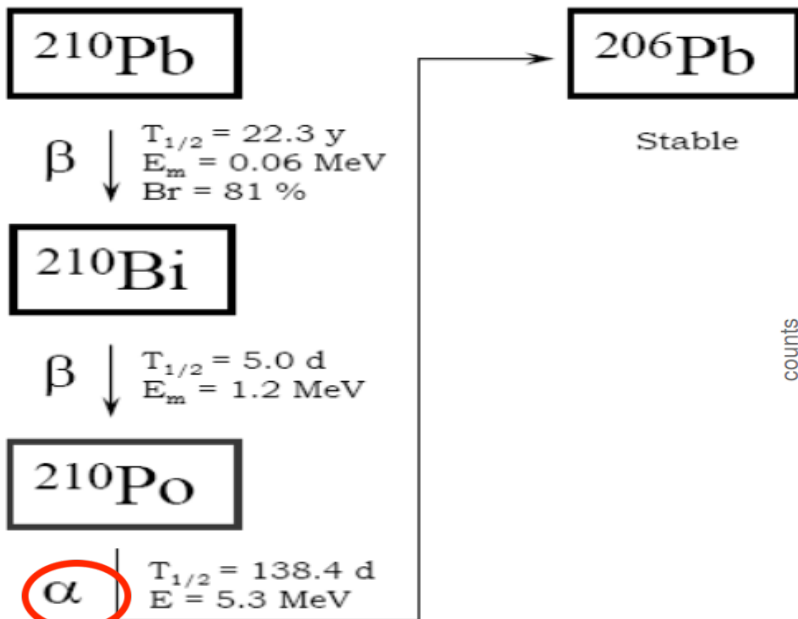 ²¹⁰Pb
β
T₁/₂ = 22.3 y
Eₘ = 0.06 MeV
Br = 81 %
²¹⁰Bi
β
T₁/₂ = 5.0 d
Eₘ = 1.2 MeV
²¹⁰Po
α
T₁/₂ = 138.4 d
E = 5.3 MeV
²⁰⁶Pb
Stable
counts